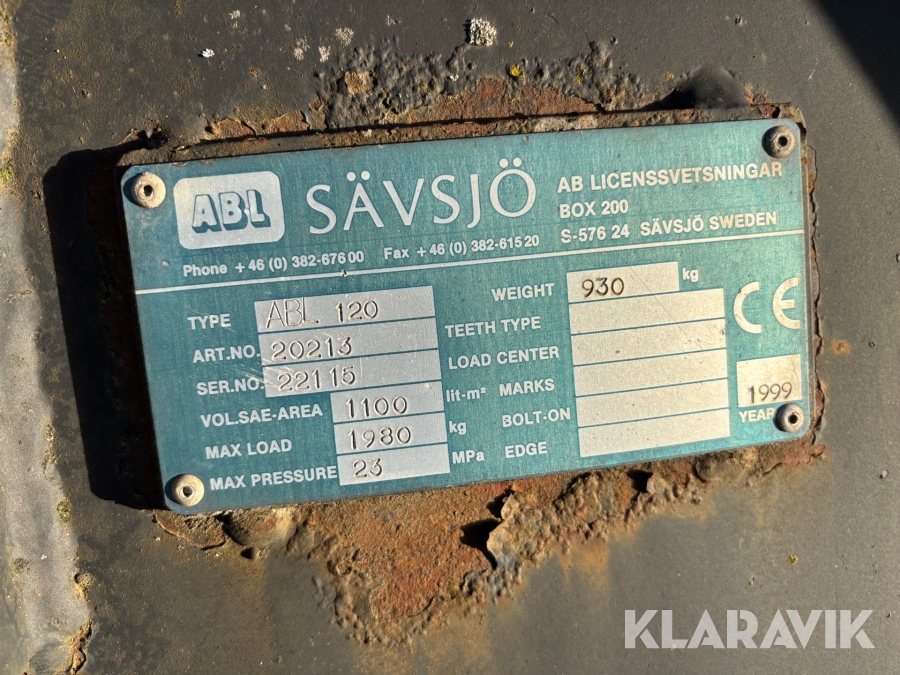 ABL SÄVSJÖ AB LICENSSVETSNINGAR
BOX 200
S-576 24 SÄVSJÖ SWEDEN
Phone +46 (0) 382-676 00 Fax +46 (0) 382-615 20
TYPE ABL 120
ART.NO. 20213
SER.NO. 22115
VOL.SAE-AREA 1100 lit-m²
MAX LOAD 1980 kg
MAX PRESSURE 23 MPa
WEIGHT 930 kg
TEETH TYPE
LOAD CENTER
MARKS
BOLT-ON
EDGE
CE
1999
YEAR
KLARAVIK